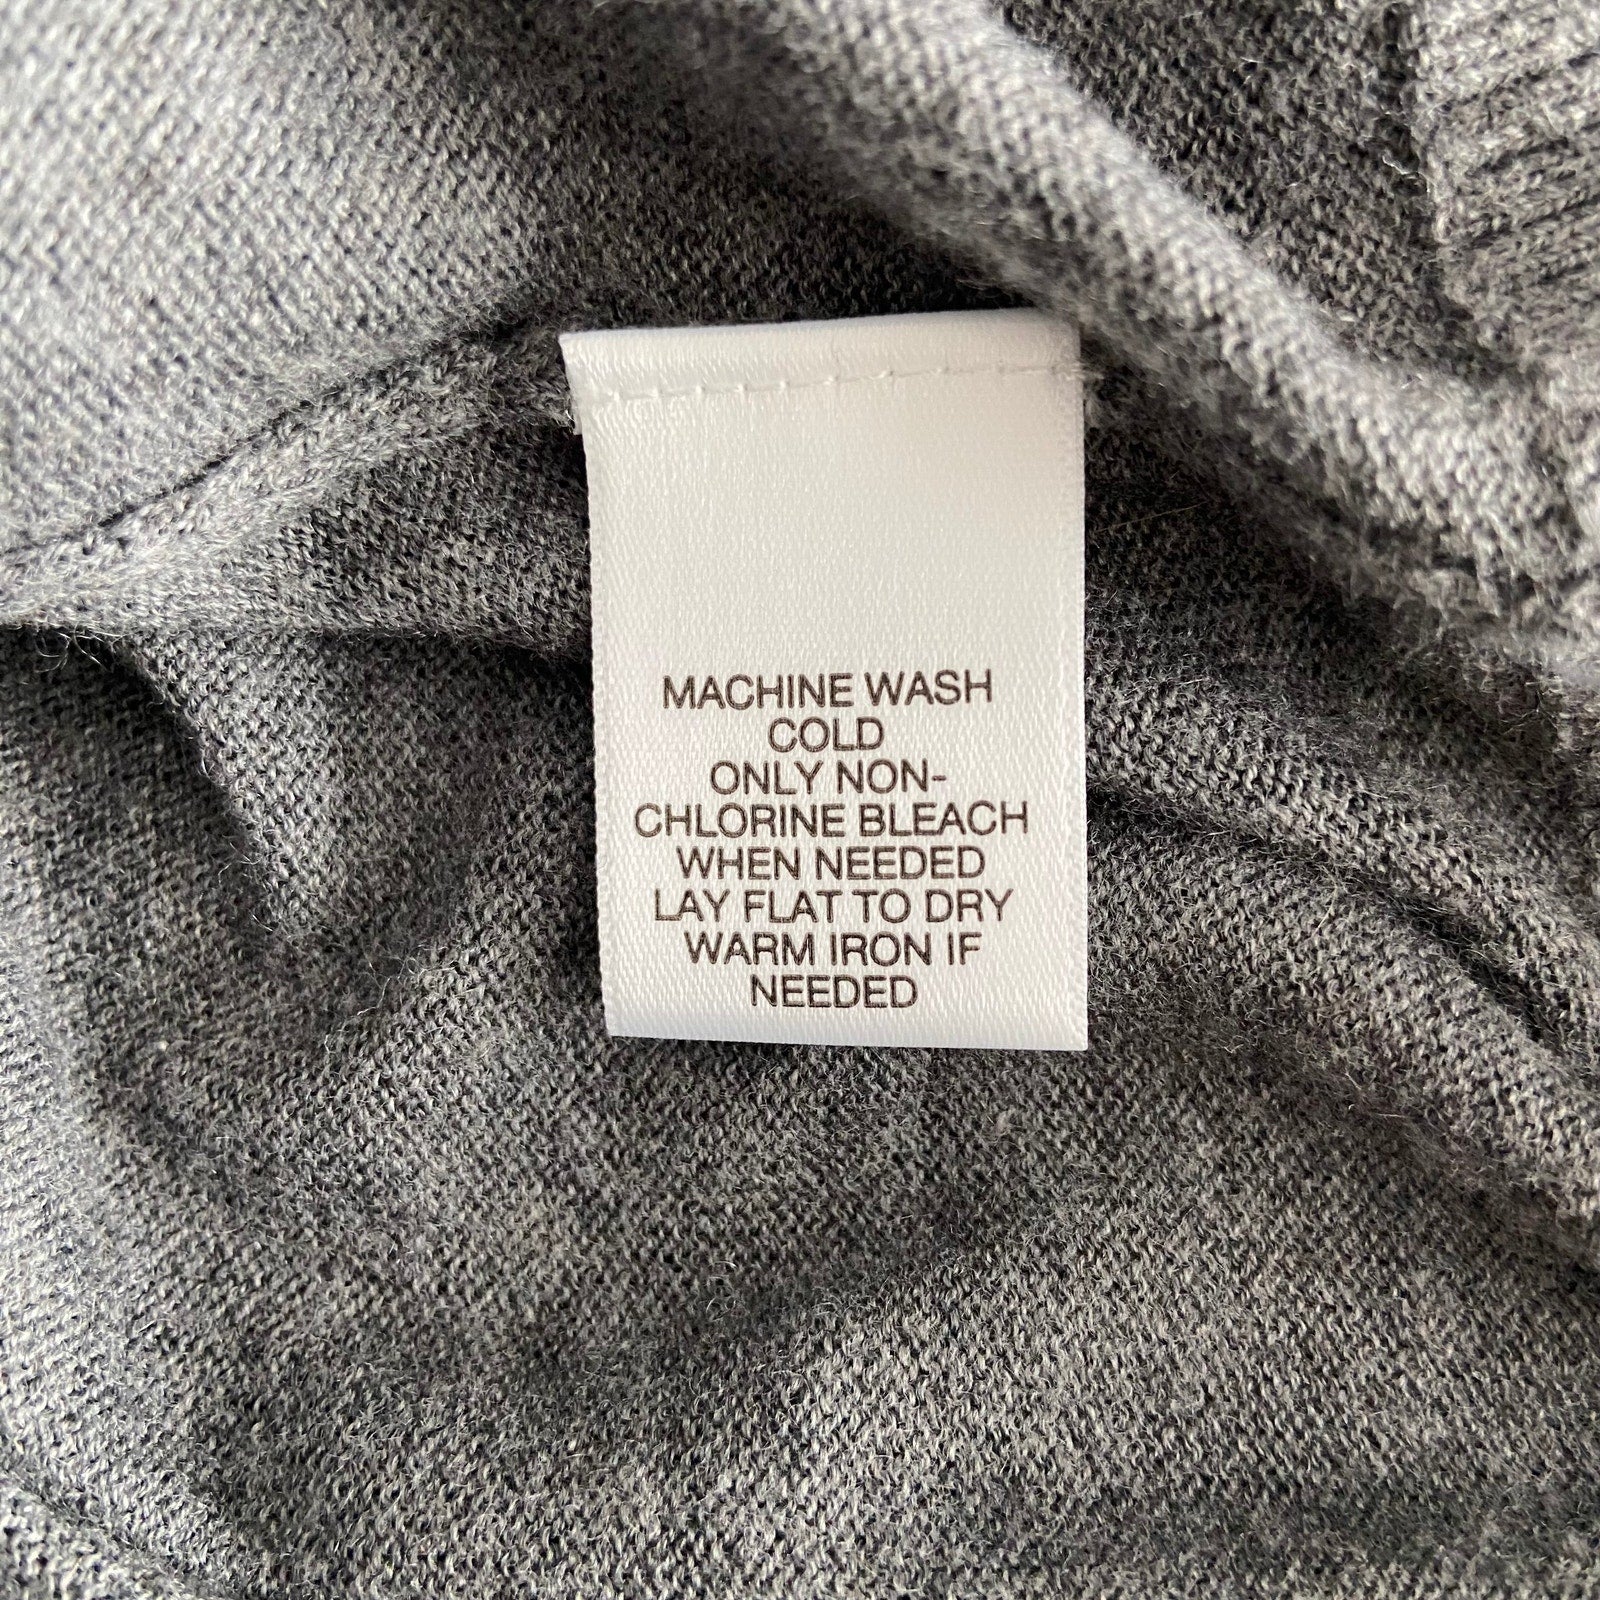 MACHINE WASH
COLD
ONLY NON-
CHLORINE BLEACH
WHEN NEEDED
LAY FLAT TO DRY
WARM IRON IF
NEEDED